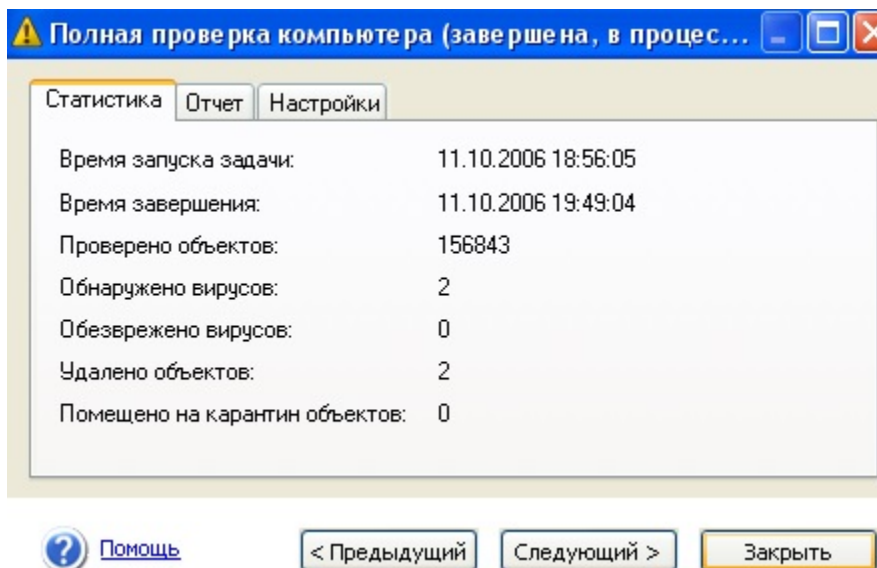 Полная проверка компьютера (завершена, в процес...
Статистика Отчет Настройки
Время запуска задачи: 11.10.2006 18:56:05
Время завершения: 11.10.2006 19:49:04
Проверено объектов: 156843
Обнаружено вирусов: 2
Обезврежено вирусов: 0
Удалено объектов: 2
Помещено на карантин объектов: 0
Помощь < Предыдущий Следующий > Закрыть